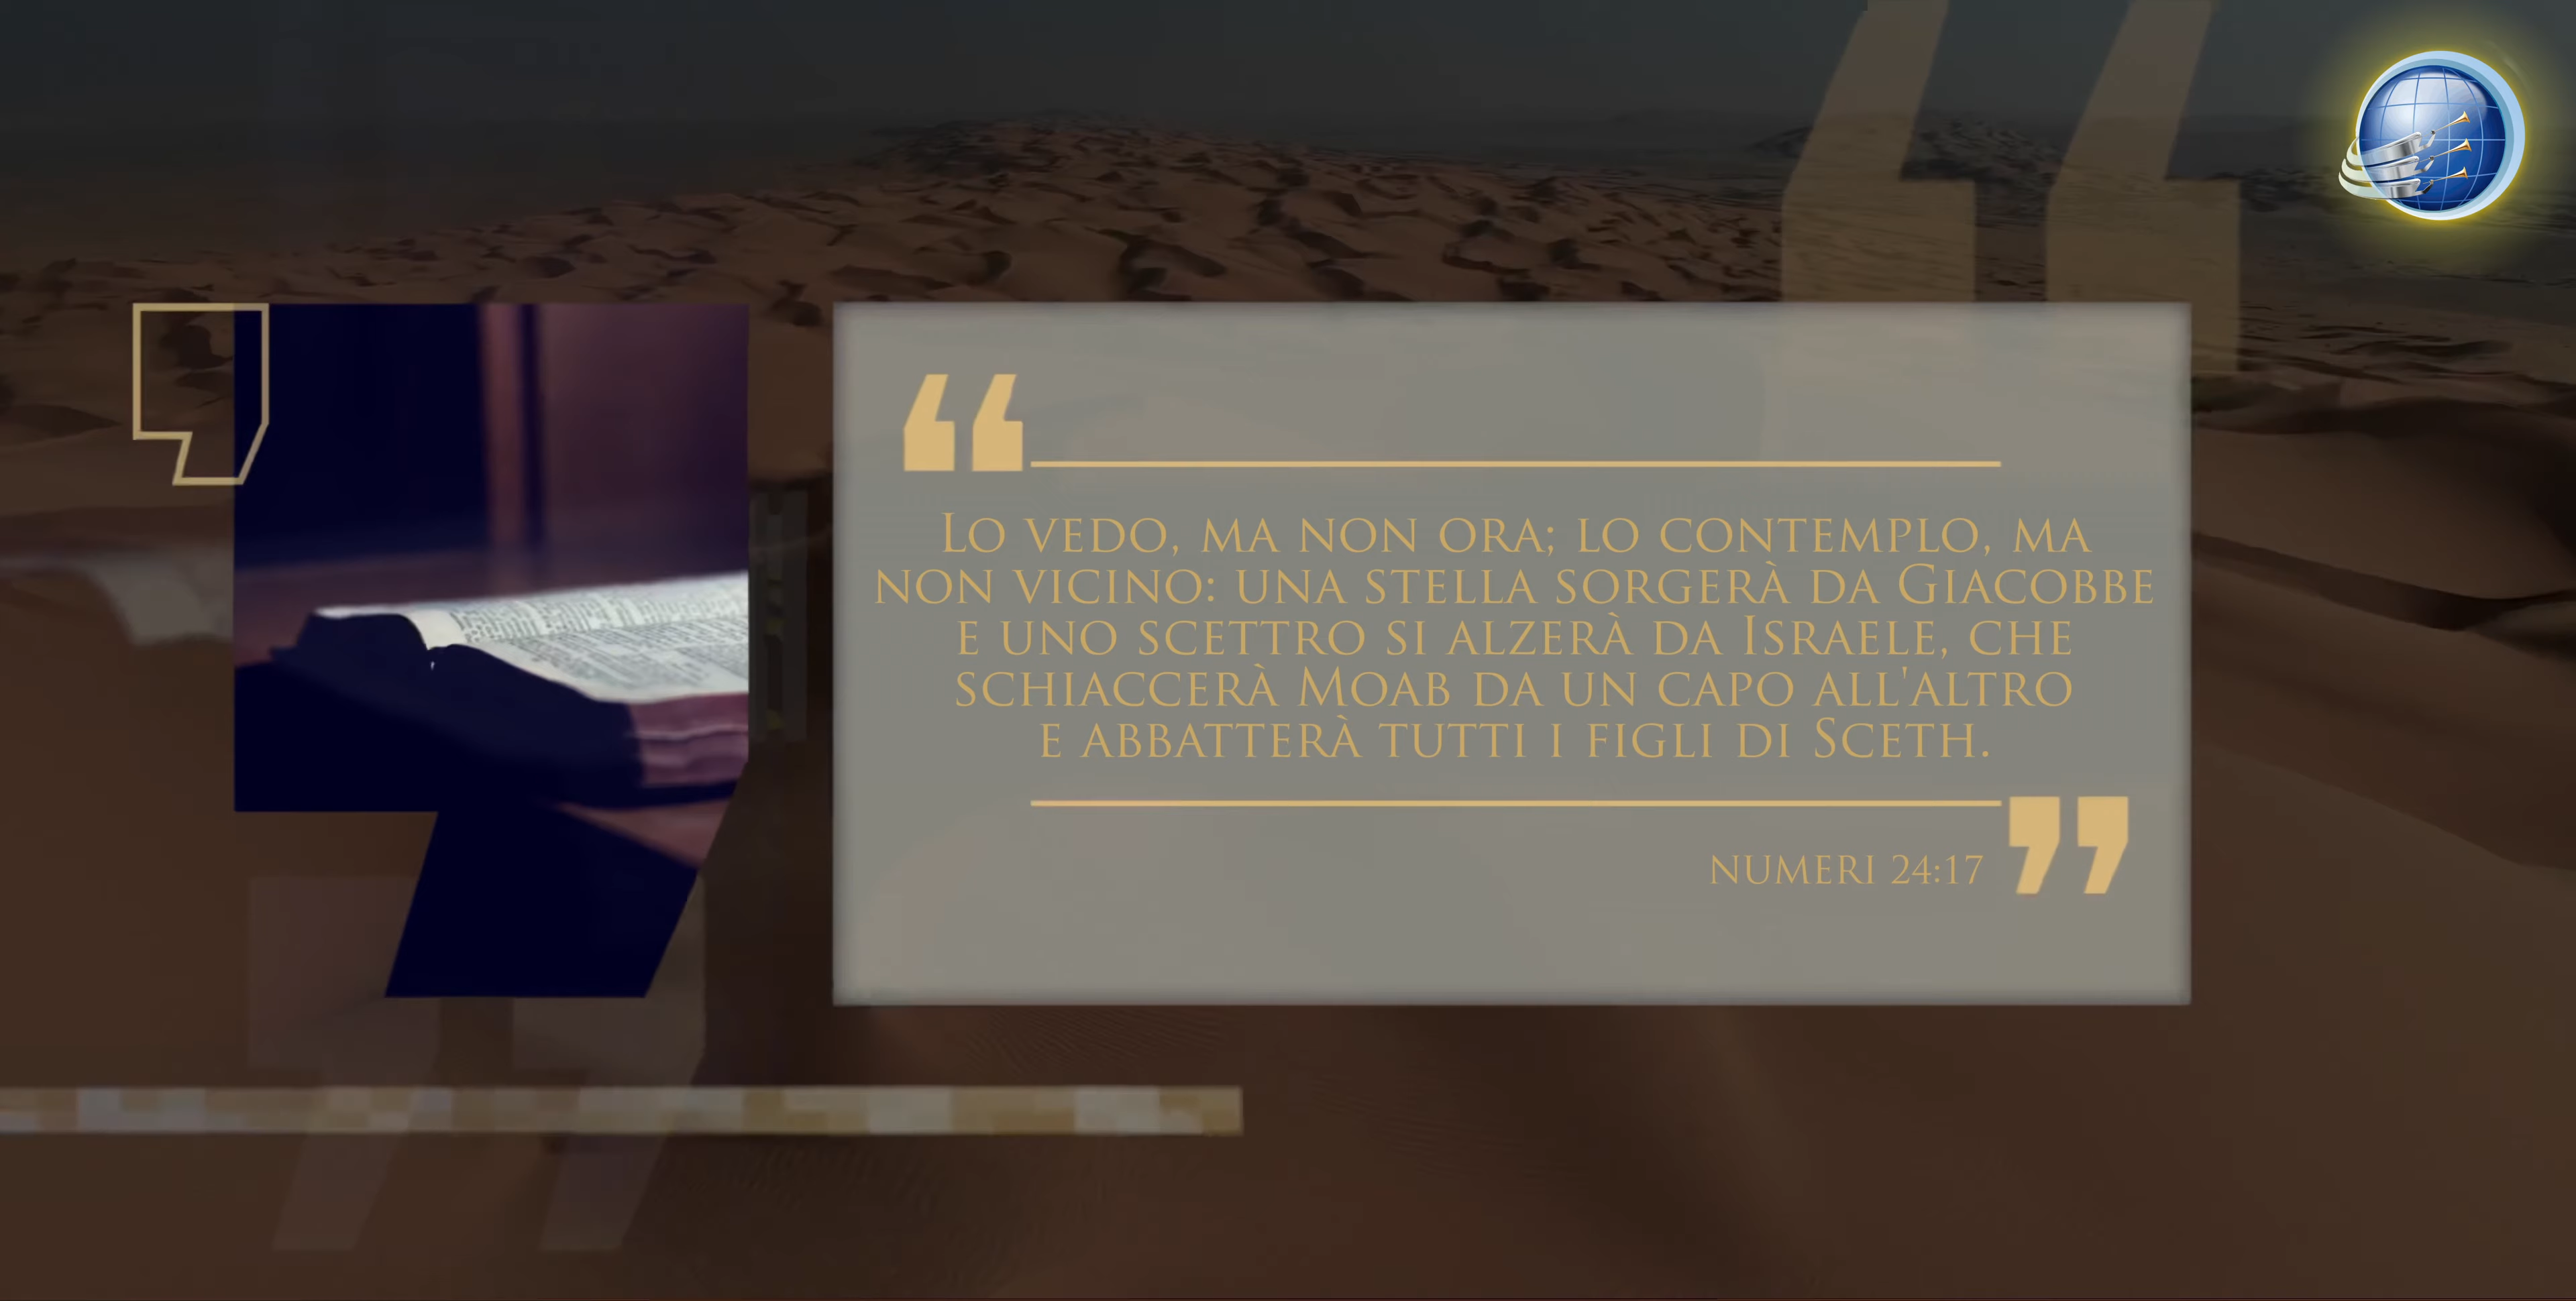 Lo vedo, ma non ora; lo contemplo, ma
non vicino: una stella sorgerà da Giacobbe
e uno scettro si alzerà da Israele, che
schiaccerà Moab da un capo all'altro
e abbatterà tutti i figli di Sceth.
NUMERI 24:17